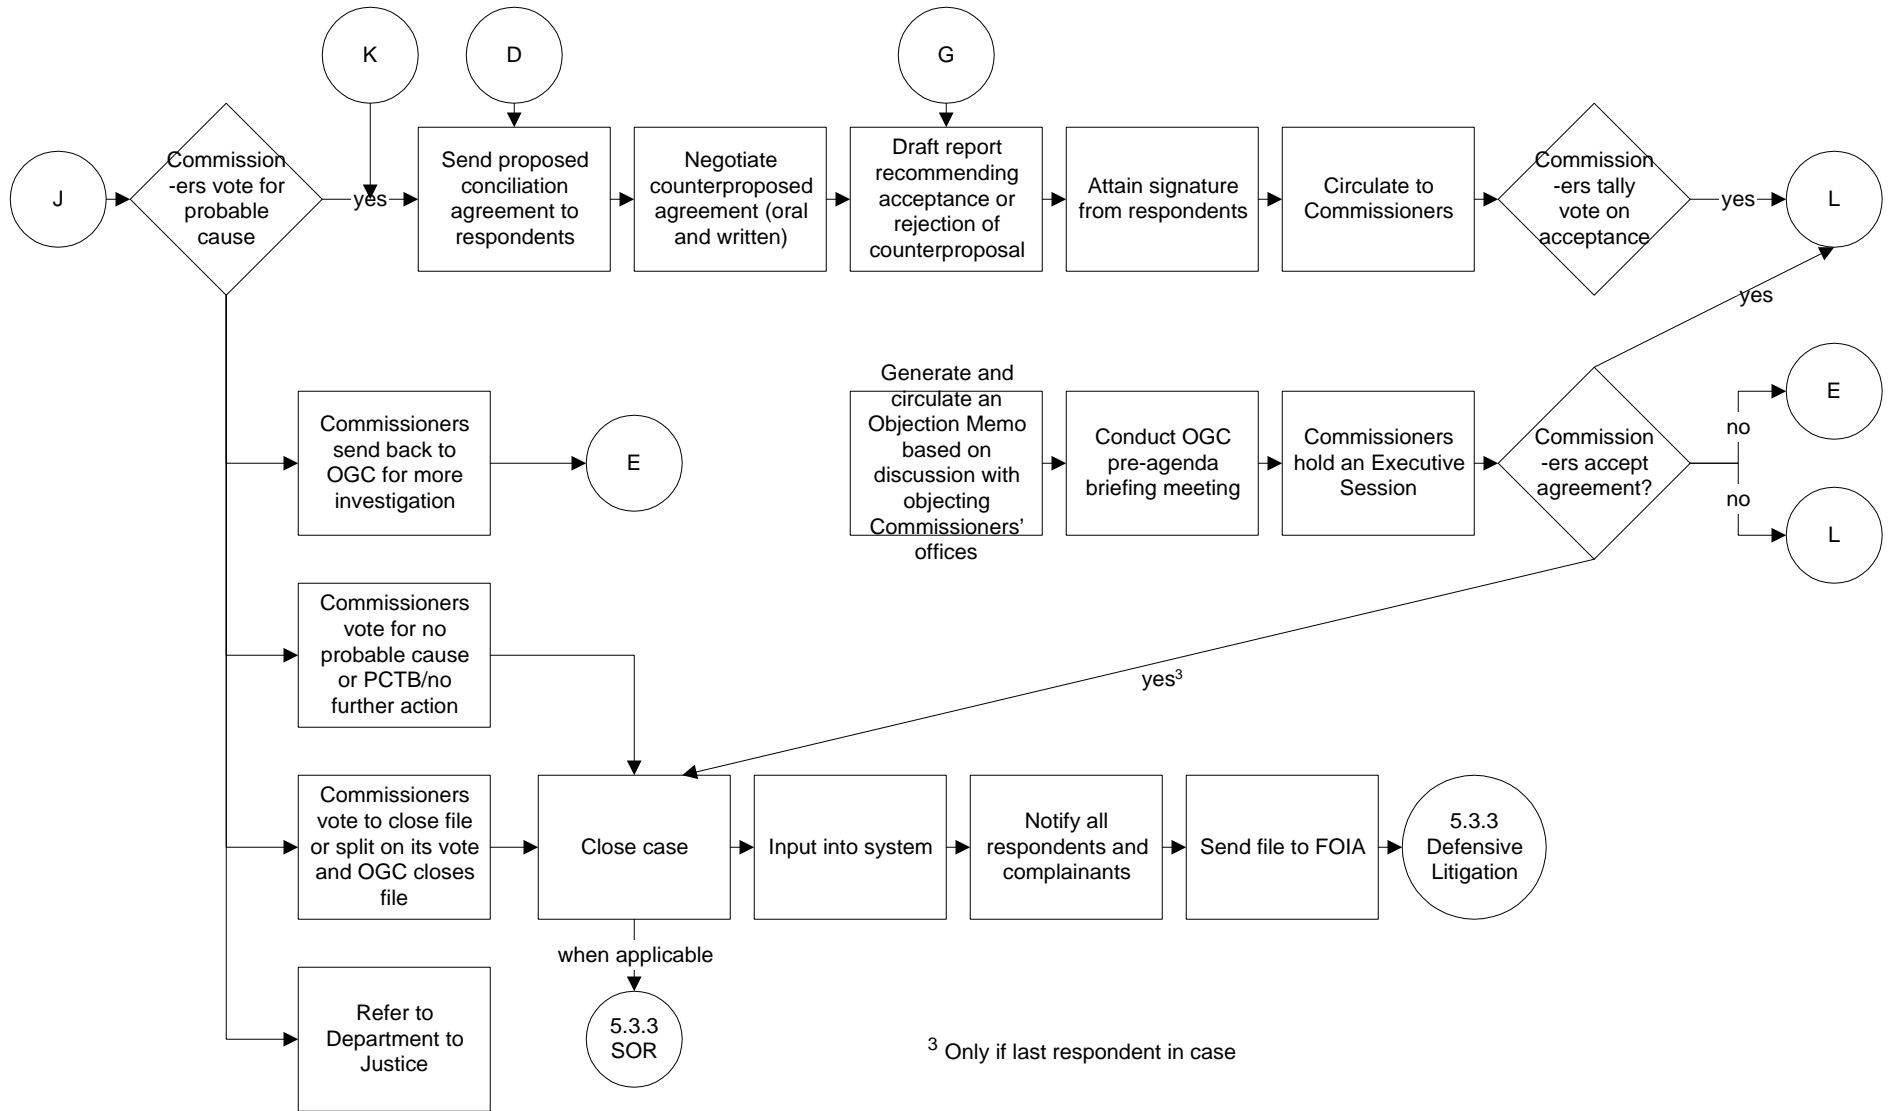 K
D
G
J
Commission
-ers vote for
probable
cause
yes
Send proposed
conciliation
agreement to
respondents
Negotiate
counterproposed
agreement (oral
and written)
Draft report
recommending
acceptance or
rejection of
counterproposal
Attain signature
from respondents
Circulate to
Commissioners
Commission
-ers tally
vote on
acceptance
yes
L
yes
Commissioners
send back to
OGC for more
investigation
E
Generate and
circulate an
Objection Memo
based on
discussion with
objecting
Commissioners’
offices
Conduct OGC
pre-agenda
briefing meeting
Commissioners
hold an Executive
Session
Commission
-ers accept
agreement?
no
E
no
L
Commissioners
vote for no
probable cause
or PCTB/no
further action
yes³
Commissioners
vote to close file
or split on its vote
and OGC closes
file
Close case
Input into system
Notify all
respondents and
complainants
Send file to FOIA
5.3.3
Defensive
Litigation
when applicable
Refer to
Department to
Justice
5.3.3
SOR
³ Only if last respondent in case